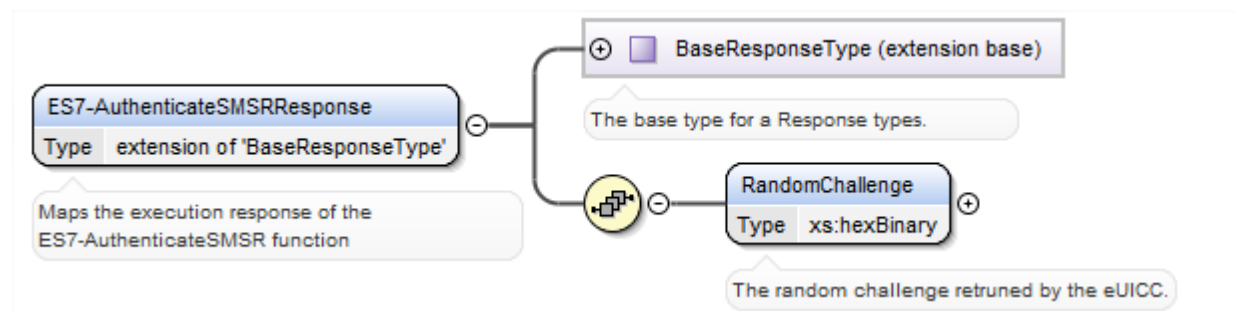 BaseResponseType (extension base)
The base type for a Response types.
ES7-AuthenticateSMSRResponse
Type extension of 'BaseResponseType'
Maps the execution response of the
ES7-AuthenticateSMSR function
RandomChallenge
Type xs:hexBinary
The random challenge retruned by the eUICC.